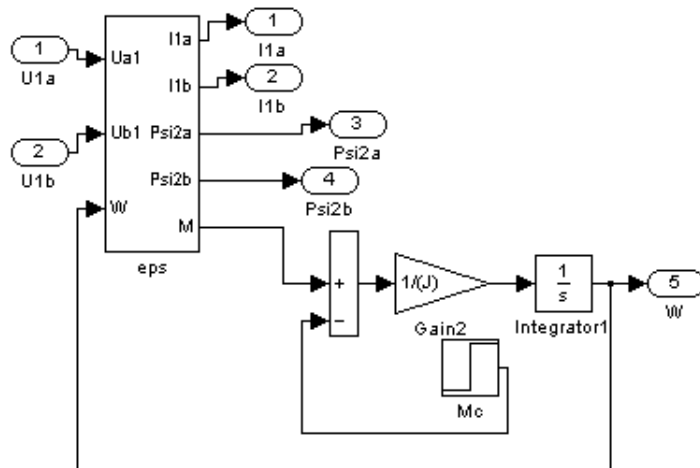 1
U1a
2
U1b
Ua1
Ub1
W
I1a
I1b
Psi2a
Psi2b
M
eps
1
I1a
2
I1b
3
Psi2a
4
Psi2b
+
−
1/(J)
Gain2
1
s
Integrator1
5
W
Mc